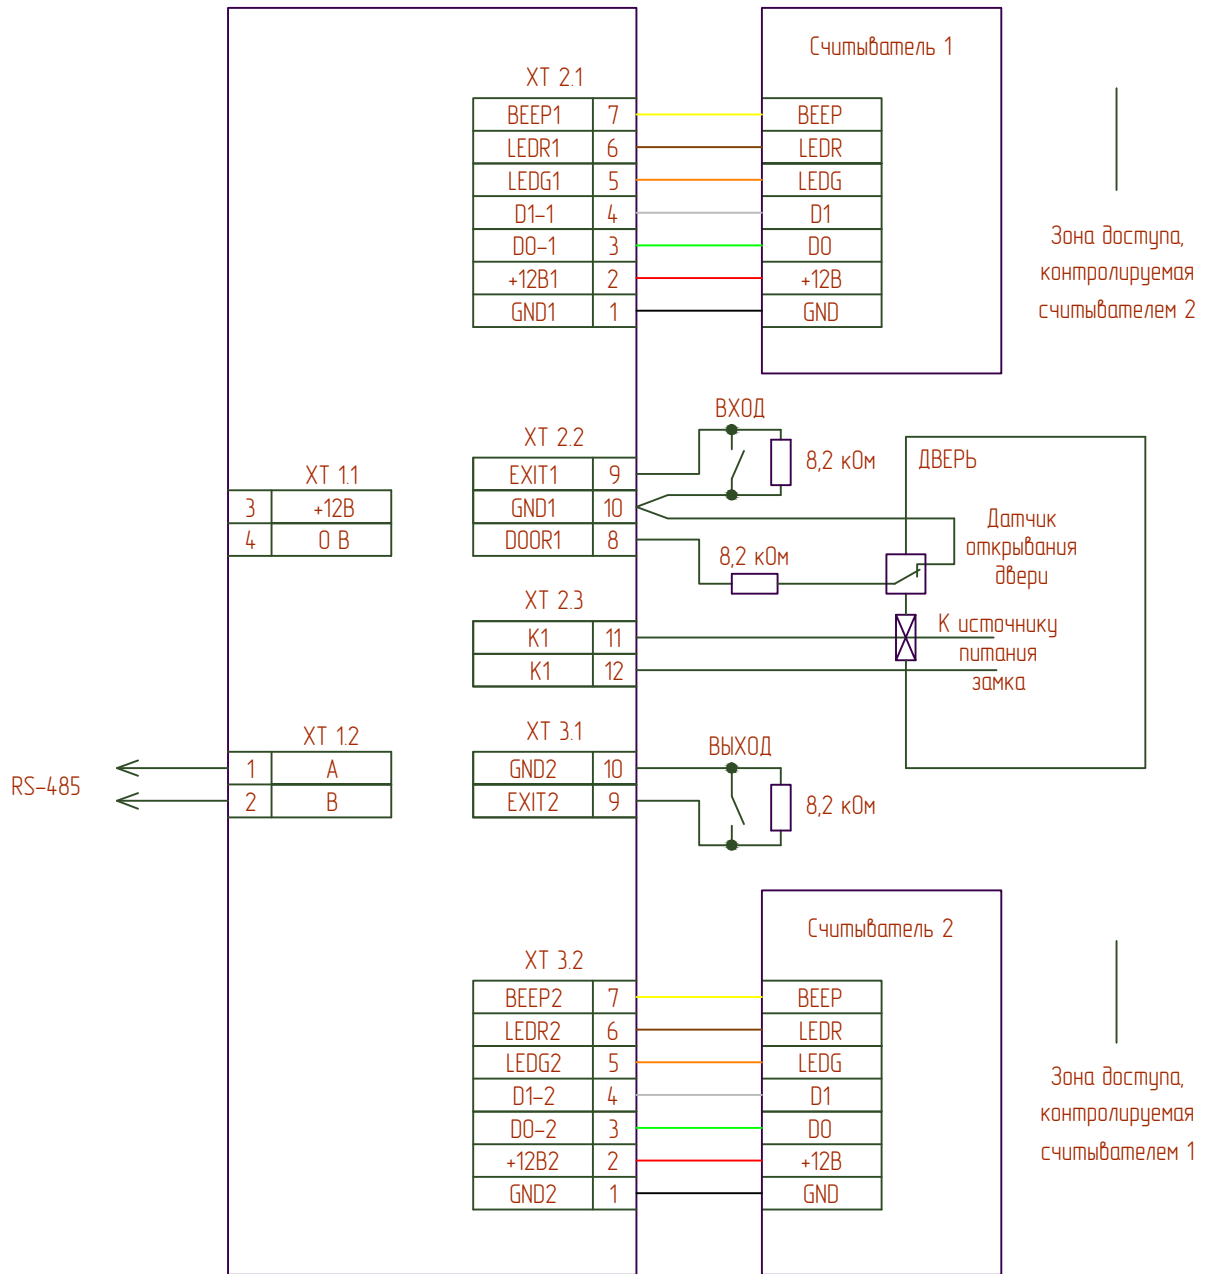 Считыватель 1
XT 2.1
BEEP1 7 BEEP
LEDR1 6 LEDR
LEDG1 5 LEDG
D1-1 4 D1
D0-1 3 D0
+12В1 2 +12В
GND1 1 GND
Зона доступа,
контролируемая
считывателем 2
ВХОД
8,2 кОм
XT 2.2
EXIT1 9
GND1 10
DOOR1 8
XT 1.1
3 +12В
4 0 В
8,2 кОм
ДВЕРЬ
Датчик
открывания
двери
XT 2.3
К1 11
К1 12
К источнику
питания
замка
XT 1.2
1 A
2 B
RS-485
XT 3.1
GND2 10
EXIT2 9
ВЫХОД
8,2 кОм
Считыватель 2
XT 3.2
BEEP2 7 BEEP
LEDR2 6 LEDR
LEDG2 5 LEDG
D1-2 4 D1
D0-2 3 D0
+12В2 2 +12В
GND2 1 GND
Зона доступа,
контролируемая
считывателем 1